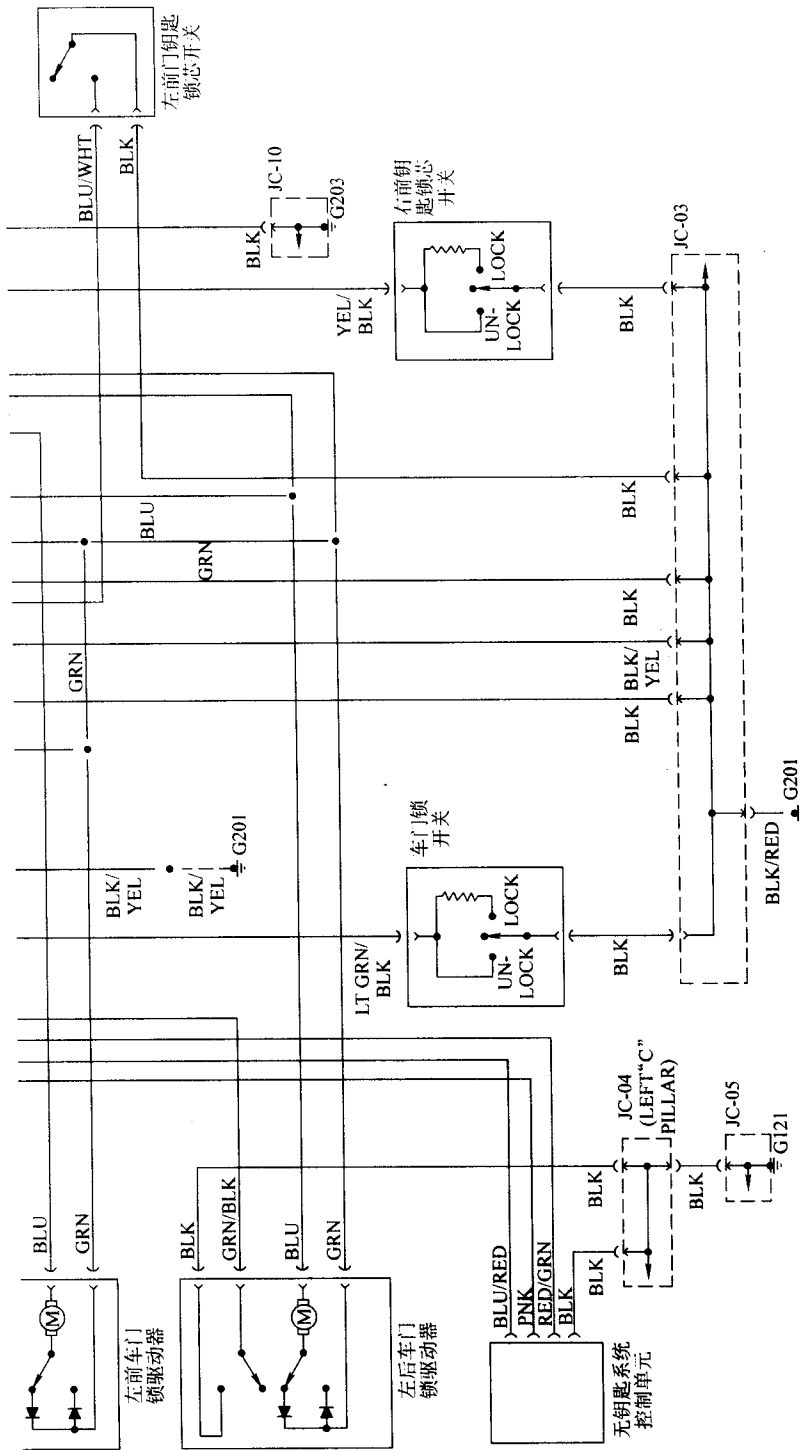 左前门钥匙
锁芯开关
BLU/WHT
BLK
JC-10
BLK
G203
右前钥
匙锁芯
开关
YEL/
BLK
LOCK
UN-
LOCK
BLK
JC-03
BLU
GRN
BLK
BLK
GRN
BLK/
YEL
BLK
BLK/
YEL
BLK/
YEL
G201
车门锁
开关
LT GRN/
BLK
LOCK
UN-
LOCK
BLK
BLK/RED
G201
JC-04
(LEFT“C”
PILLAR)
JC-05
BLK
BLK
G121
BLK
BLU
GRN
BLK
GRN/BLK
BLU
GRN
BLU/RED
PNK
RED/GRN
BLK
M
左前车门
锁驱动器
M
左后车门
锁驱动器
无钥匙系统
控制单元